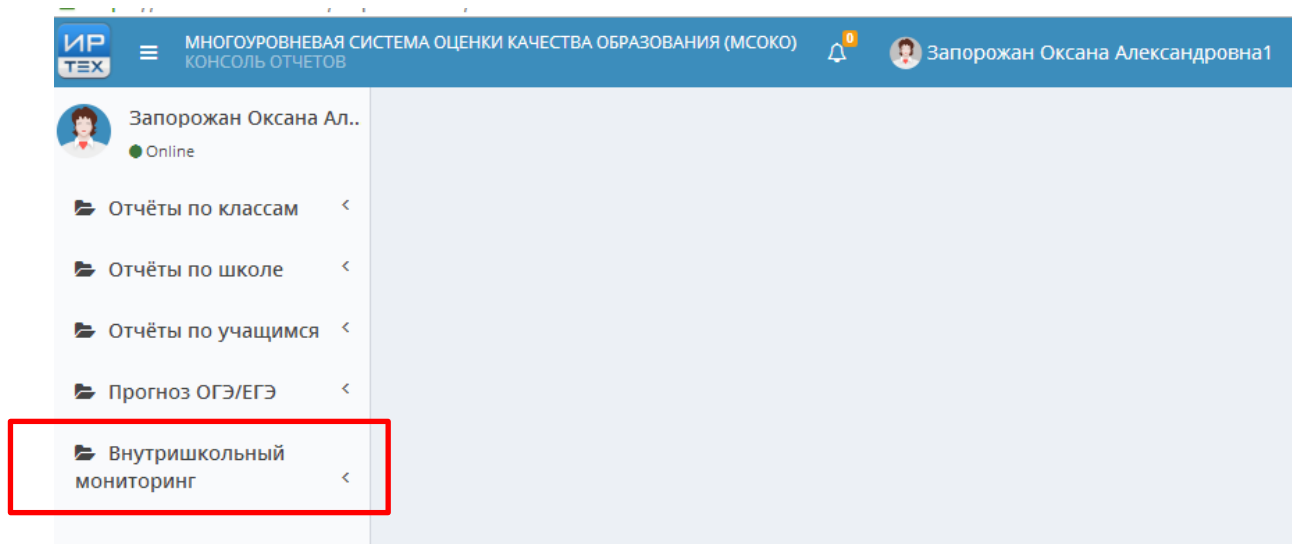 ИР
ТЕХ
МНОГОУРОВНЕВАЯ СИСТЕМА ОЦЕНКИ КАЧЕСТВА ОБРАЗОВАНИЯ (МСОКО)
КОНСОЛЬ ОТЧЕТОВ
0
Запорожан Оксана Александровна1
Запорожан Оксана Ал..
Online
Отчёты по классам
Отчёты по школе
Отчёты по учащимся
Прогноз ОГЭ/ЕГЭ
Внутришкольный
мониторинг